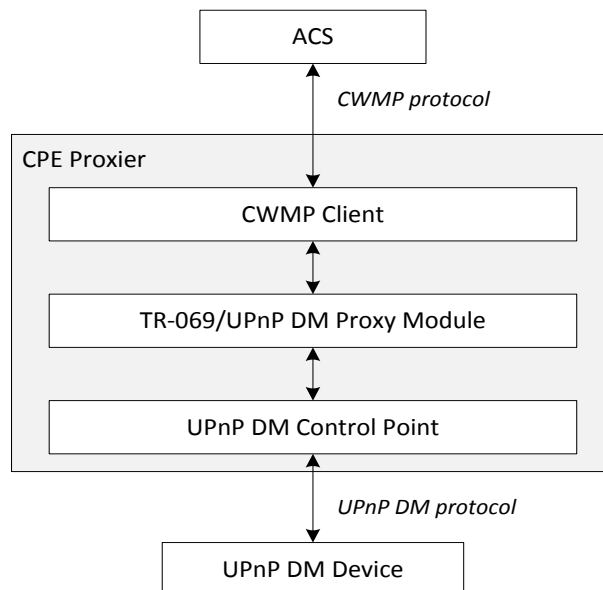 ACS
CWMP protocol
CPE Proxier
CWMP Client
TR-069/UPnP DM Proxy Module
UPnP DM Control Point
UPnP DM protocol
UPnP DM Device